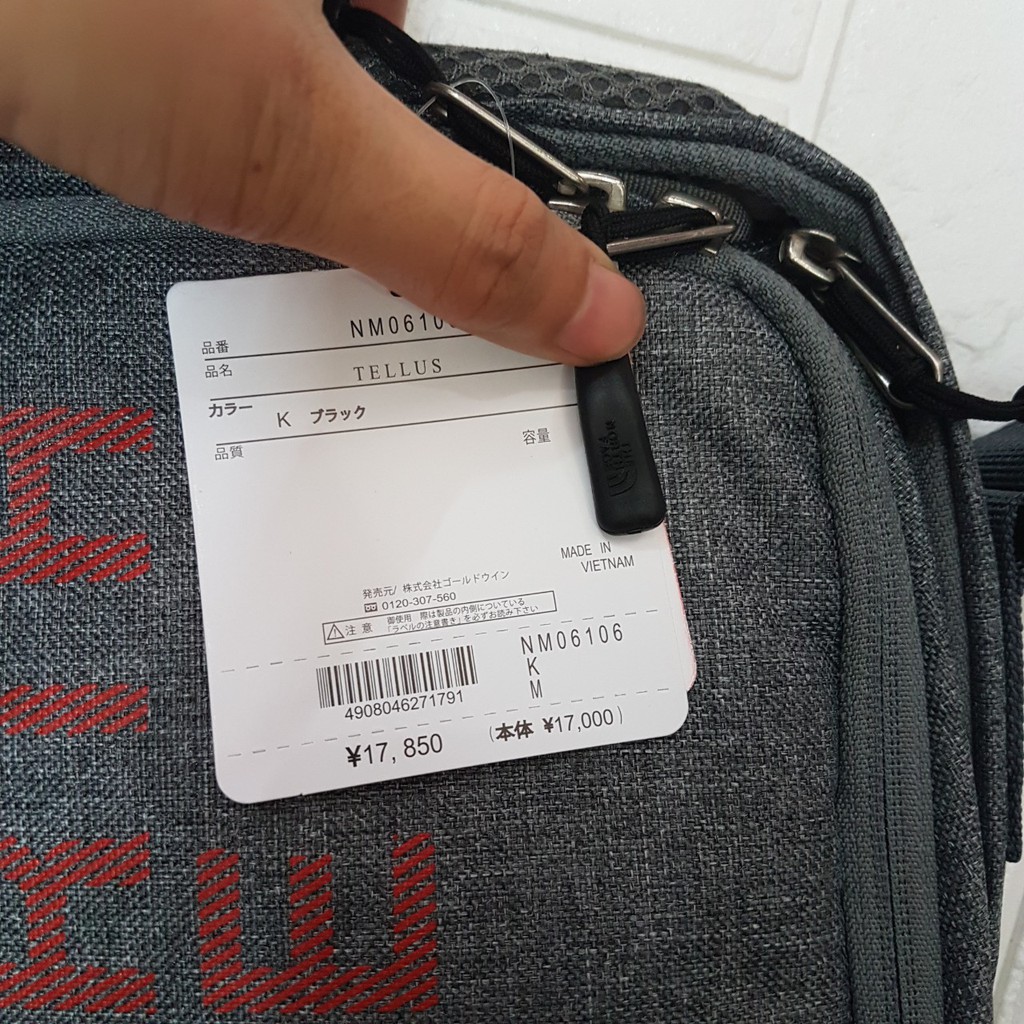 品番 NM06106
品名 TELLUS
カラー K ブラック
品質 容量
MADE IN
VIETNAM
発売元/ 株式会社ゴールドウイン
0120-307-560
注意
御使用 際は製品の内側についている
「ラベルの注意書き」を必ずお読み下さい
NM06106
K
M
4908046271791
¥17,850 (本体 ¥17,000)